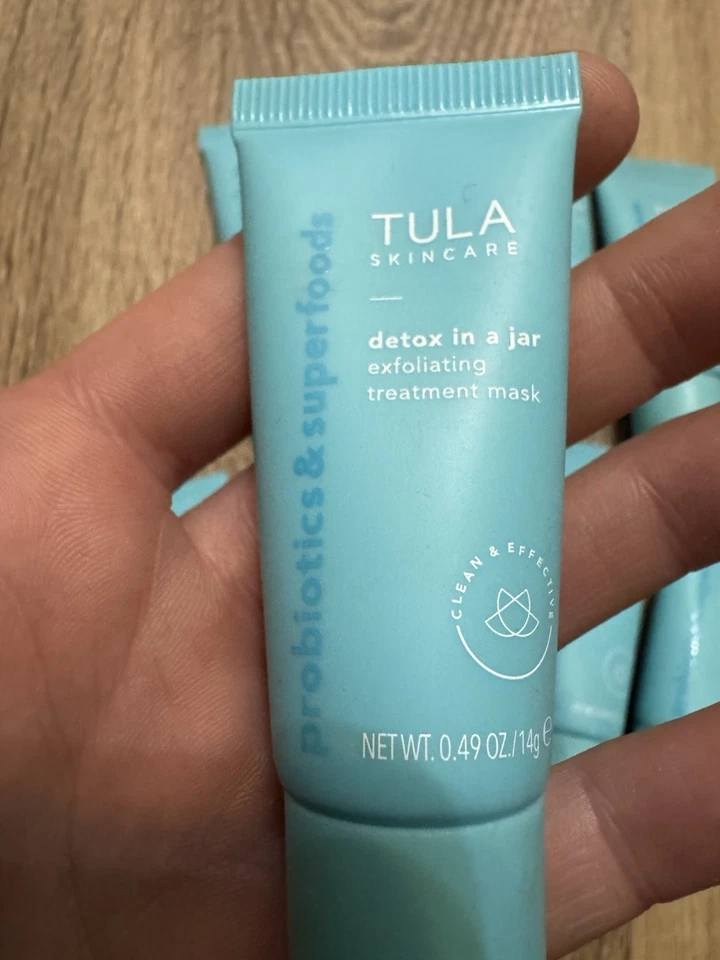 TULA
SKINCARE
detox in a jar
exfoliating
treatment mask
probiotics & superfoods
CLEAN & EFFECTIVE
NET WT. 0.49 OZ./14g e